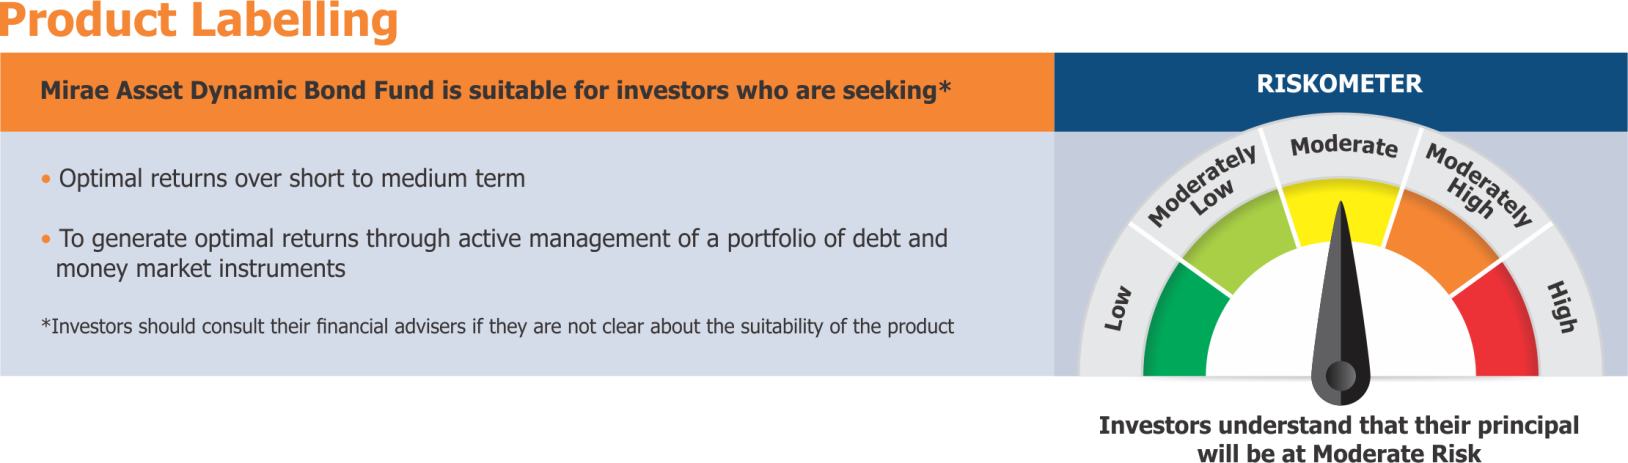 Product Labelling
Mirae Asset Dynamic Bond Fund is suitable for investors who are seeking*
• Optimal returns over short to medium term
• To generate optimal returns through active management of a portfolio of debt and
money market instruments
*Investors should consult their financial advisers if they are not clear about the suitability of the product
RISKOMETER
Low
Moderately
Low
Moderate
Moderately
High
High
Investors understand that their principal
will be at Moderate Risk